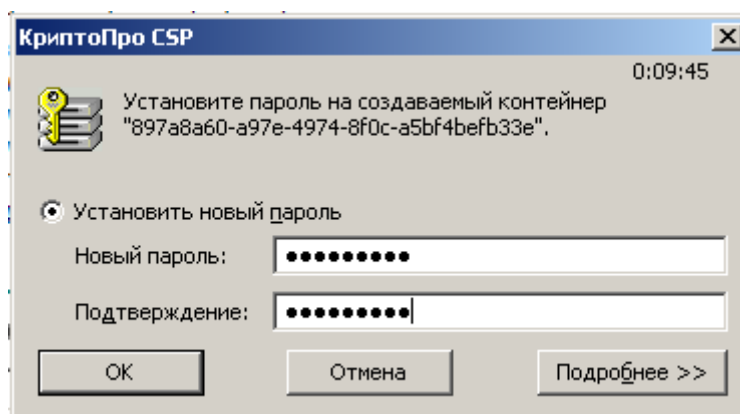 КриптоПро CSP
0:09:45
Установите пароль на создаваемый контейнер
"897a8a60-a97e-4974-8f0c-a5bf4befb33e".
Установить новый пароль
Новый пароль: ●●●●●●●●●
Подтверждение: ●●●●●●●●●
ОК Отмена Подробнее >>